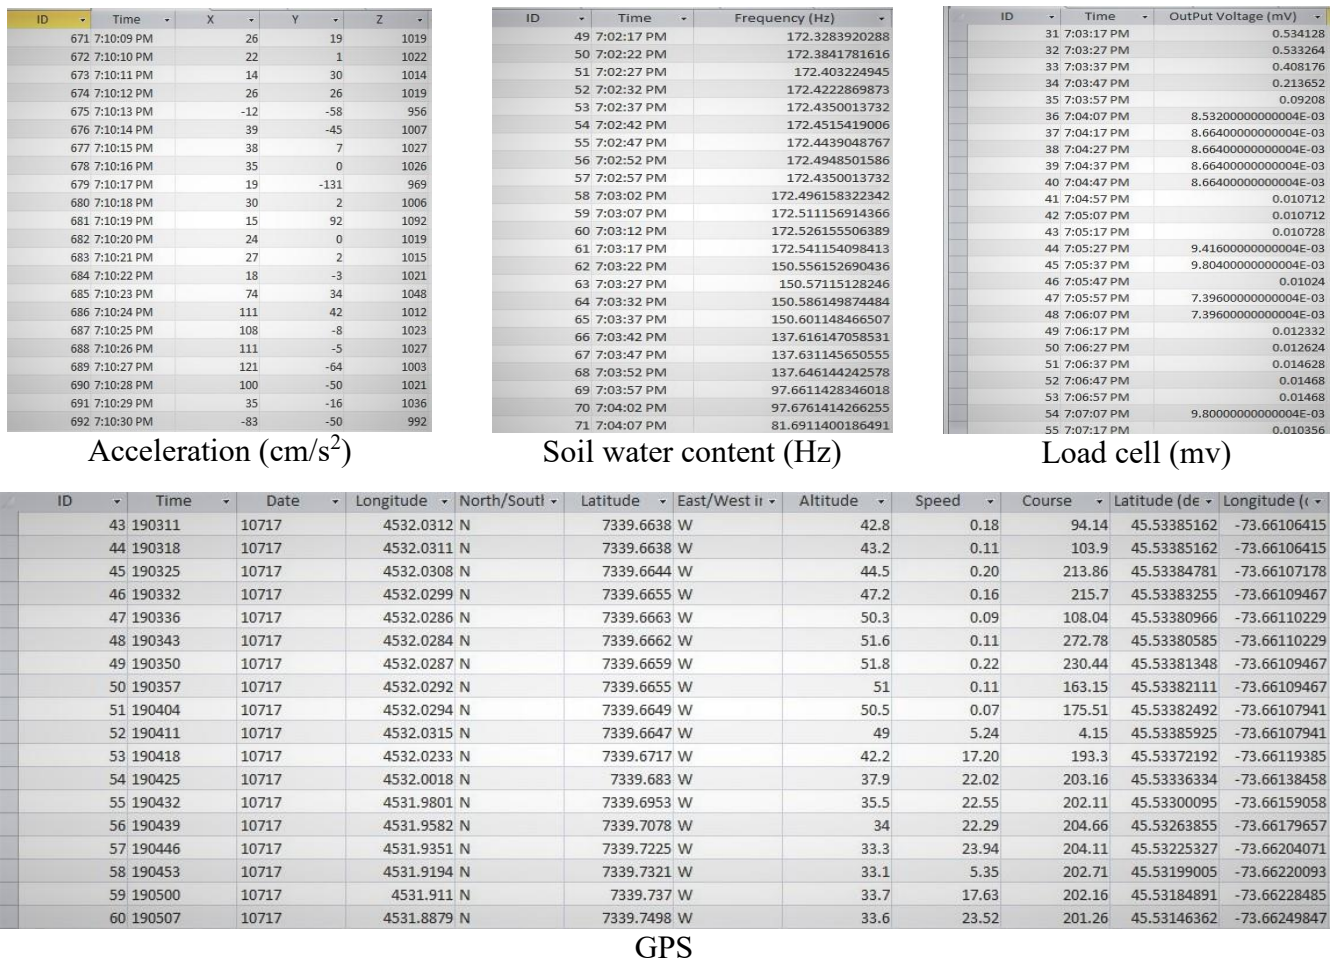 ID Time X Y Z
671 7:10:09 PM 26 19 1019
672 7:10:10 PM 22 1 1022
673 7:10:11 PM 14 30 1014
674 7:10:12 PM 26 26 1019
675 7:10:13 PM -12 -58 956
676 7:10:14 PM 39 -45 1007
677 7:10:15 PM 38 7 1027
678 7:10:16 PM 35 0 1026
679 7:10:17 PM 19 -131 969
680 7:10:18 PM 30 2 1006
681 7:10:19 PM 15 92 1092
682 7:10:20 PM 24 0 1019
683 7:10:21 PM 27 2 1015
684 7:10:22 PM 18 -3 1021
685 7:10:23 PM 74 34 1048
686 7:10:24 PM 111 42 1012
687 7:10:25 PM 108 -8 1023
688 7:10:26 PM 111 -5 1027
689 7:10:27 PM 121 -64 1003
690 7:10:28 PM 100 -50 1021
691 7:10:29 PM 35 -16 1036
692 7:10:30 PM -83 -50 992
Acceleration (cm/s²)
ID Time Frequency (Hz)
49 7:02:17 PM 172.3283920288
50 7:02:22 PM 172.3841781616
51 7:02:27 PM 172.403224945
52 7:02:32 PM 172.4222869873
53 7:02:37 PM 172.4350013732
54 7:02:42 PM 172.4515419006
55 7:02:47 PM 172.4439048767
56 7:02:52 PM 172.4948501586
57 7:02:57 PM 172.4350013732
58 7:03:02 PM 172.496158322342
59 7:03:07 PM 172.511156914366
60 7:03:12 PM 172.526155506389
61 7:03:17 PM 172.541154098413
62 7:03:22 PM 150.556152690436
63 7:03:27 PM 150.57115128246
64 7:03:32 PM 150.586149874484
65 7:03:37 PM 150.601148466507
66 7:03:42 PM 137.616147058531
67 7:03:47 PM 137.631145650555
68 7:03:52 PM 137.646144242578
69 7:03:57 PM 97.6611428346018
70 7:04:02 PM 97.6761414266255
71 7:04:07 PM 81.6911400186491
Soil water content (Hz)
ID Time OutPut Voltage (mV)
31 7:03:17 PM 0.534128
32 7:03:27 PM 0.533264
33 7:03:37 PM 0.408176
34 7:03:47 PM 0.213652
35 7:03:57 PM 0.09208
36 7:04:07 PM 8.53200000000004E-03
37 7:04:17 PM 8.66400000000004E-03
38 7:04:27 PM 8.66400000000004E-03
39 7:04:37 PM 8.66400000000004E-03
40 7:04:47 PM 8.66400000000004E-03
41 7:04:57 PM 0.010712
42 7:05:07 PM 0.010712
43 7:05:17 PM 0.010728
44 7:05:27 PM 9.41600000000004E-03
45 7:05:37 PM 9.80400000000004E-03
46 7:05:47 PM 0.01024
47 7:05:57 PM 7.39600000000004E-03
48 7:06:07 PM 7.39600000000004E-03
49 7:06:17 PM 0.012332
50 7:06:27 PM 0.012624
51 7:06:37 PM 0.014628
52 7:06:47 PM 0.01468
53 7:06:57 PM 0.01468
54 7:07:07 PM 9.80000000000004E-03
55 7:07:17 PM 0.010356
Load cell (mv)
ID Time Date Longitude North/South Latitude East/West ir Altitude Speed Course Latitude (de Longitude (
43 190311 10717 4532.0312 N 7339.6638 W 42.8 0.18 94.14 45.53385162 -73.66106415
44 190318 10717 4532.0311 N 7339.6638 W 43.2 0.11 103.9 45.53385162 -73.66106415
45 190325 10717 4532.0308 N 7339.6644 W 44.5 0.20 213.86 45.53384781 -73.66107178
46 190332 10717 4532.0299 N 7339.6655 W 47.2 0.16 215.7 45.53383255 -73.66109467
47 190336 10717 4532.0286 N 7339.6663 W 50.3 0.09 108.04 45.53380966 -73.66110229
48 190343 10717 4532.0284 N 7339.6662 W 51.6 0.11 272.78 45.53380585 -73.66110229
49 190350 10717 4532.0287 N 7339.6659 W 51.8 0.22 230.44 45.53381348 -73.66109467
50 190357 10717 4532.0292 N 7339.6655 W 51 0.11 163.15 45.53382111 -73.66109467
51 190404 10717 4532.0294 N 7339.6649 W 50.5 0.07 175.51 45.53382492 -73.66107941
52 190411 10717 4532.0315 N 7339.6647 W 49 5.24 4.15 45.53385925 -73.66107941
53 190418 10717 4532.0233 N 7339.6717 W 42.2 17.20 193.3 45.53372192 -73.66119385
54 190425 10717 4532.0018 N 7339.683 W 37.9 22.02 203.16 45.53336334 -73.66138458
55 190432 10717 4531.9801 N 7339.6953 W 35.5 22.55 202.11 45.53300095 -73.66159058
56 190439 10717 4531.9582 N 7339.7078 W 34 22.29 204.66 45.53263855 -73.66179657
57 190446 10717 4531.9351 N 7339.7225 W 33.3 23.94 204.11 45.53225327 -73.66204071
58 190453 10717 4531.9194 N 7339.7321 W 33.1 5.35 202.71 45.53199005 -73.66220093
59 190500 10717 4531.911 N 7339.737 W 33.7 17.63 202.16 45.53184891 -73.66228485
60 190507 10717 4531.8879 N 7339.7498 W 33.6 23.52 201.26 45.53146362 -73.66249847
GPS